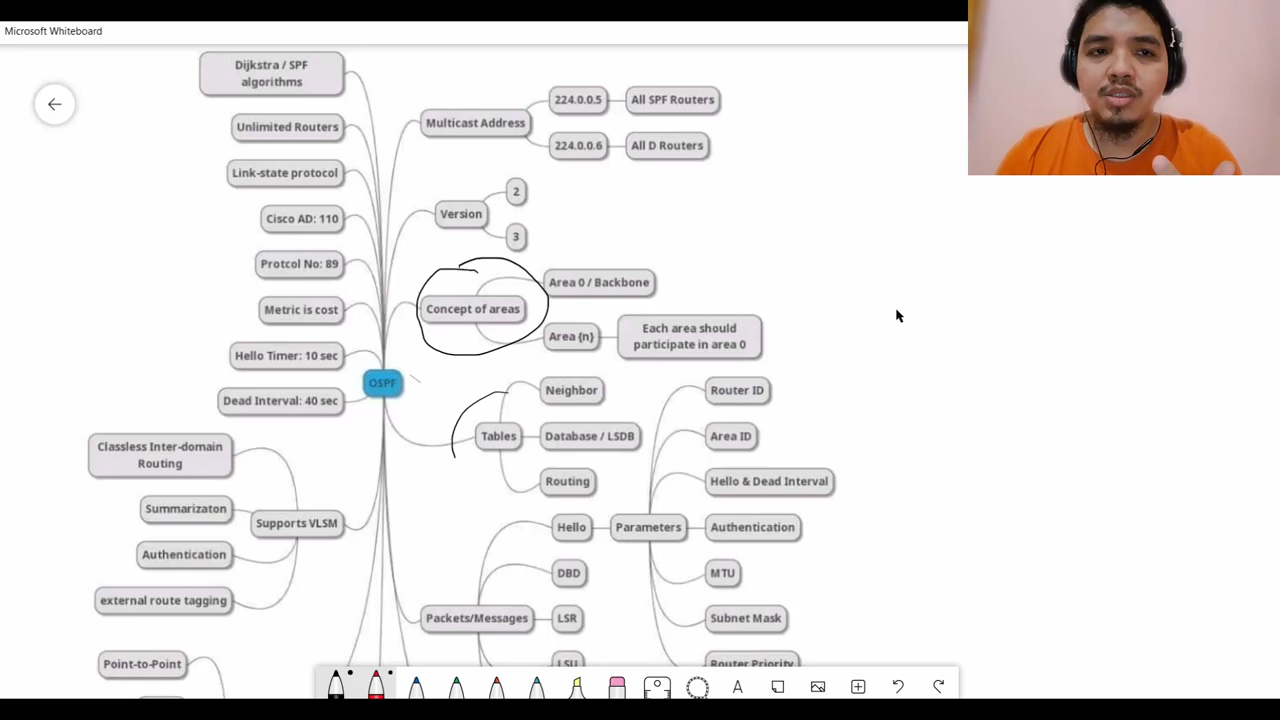 Microsoft Whiteboard
Dijkstra / SPF
algorithms
Unlimited Routers
Link-state protocol
Cisco AD: 110
Protcol No: 89
Metric is cost
Hello Timer: 10 sec
Dead Interval: 40 sec
Classless Inter-domain
Routing
Summarizaton
Supports VLSM
Authentication
external route tagging
Point-to-Point
OSPF
Multicast Address
224.0.0.5
All SPF Routers
224.0.0.6
All D Routers
Version
2
3
Concept of areas
Area 0 / Backbone
Area {n}
Each area should
participate in area 0
Tables
Neighbor
Database / LSDB
Routing
Packets/Messages
Hello
DBD
LSR
LSU
Parameters
Router ID
Area ID
Hello & Dead Interval
Authentication
MTU
Subnet Mask
Router Priority
A